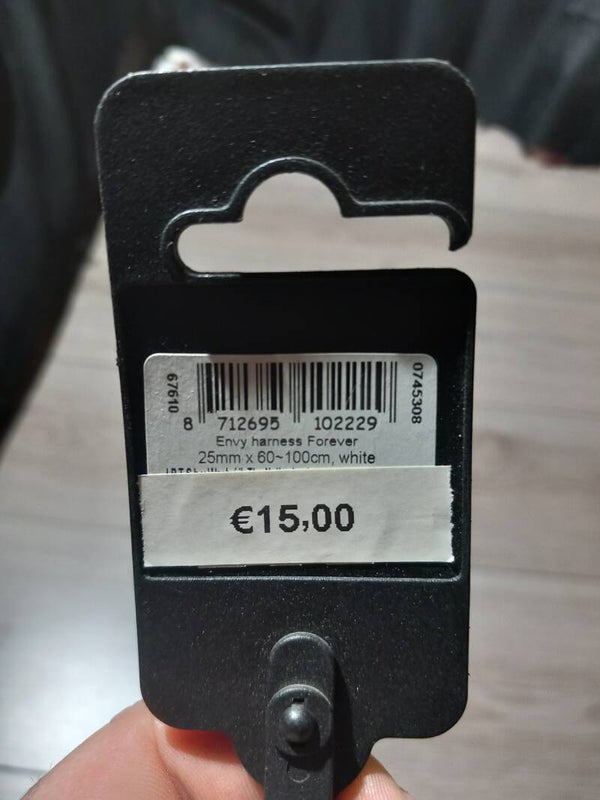 67610
0745308
8 712695 102229
Envy harness Forever
25mm x 60~100cm, white
€15,00